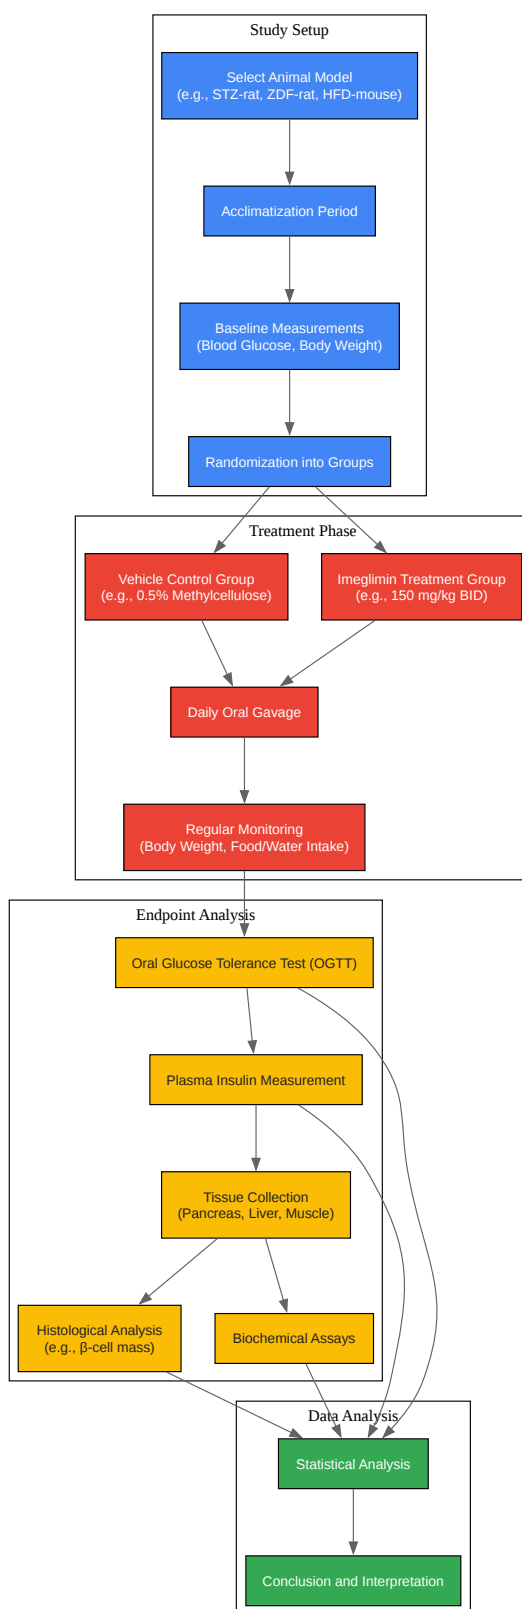 Study Setup
Select Animal Model
(e.g., STZ-rat, ZDF-rat, HFD-mouse)
Acclimatization Period
Baseline Measurements
(Blood Glucose, Body Weight)
Randomization into Groups
Treatment Phase
Vehicle Control Group
(e.g., 0.5% Methylcellulose)
Imeglimin Treatment Group
(e.g., 150 mg/kg BID)
Daily Oral Gavage
Regular Monitoring
(Body Weight, Food/Water Intake)
Endpoint Analysis
Oral Glucose Tolerance Test (OGTT)
Plasma Insulin Measurement
Tissue Collection
(Pancreas, Liver, Muscle)
Histological Analysis
(e.g., β-cell mass)
Biochemical Assays
Data Analysis
Statistical Analysis
Conclusion and Interpretation